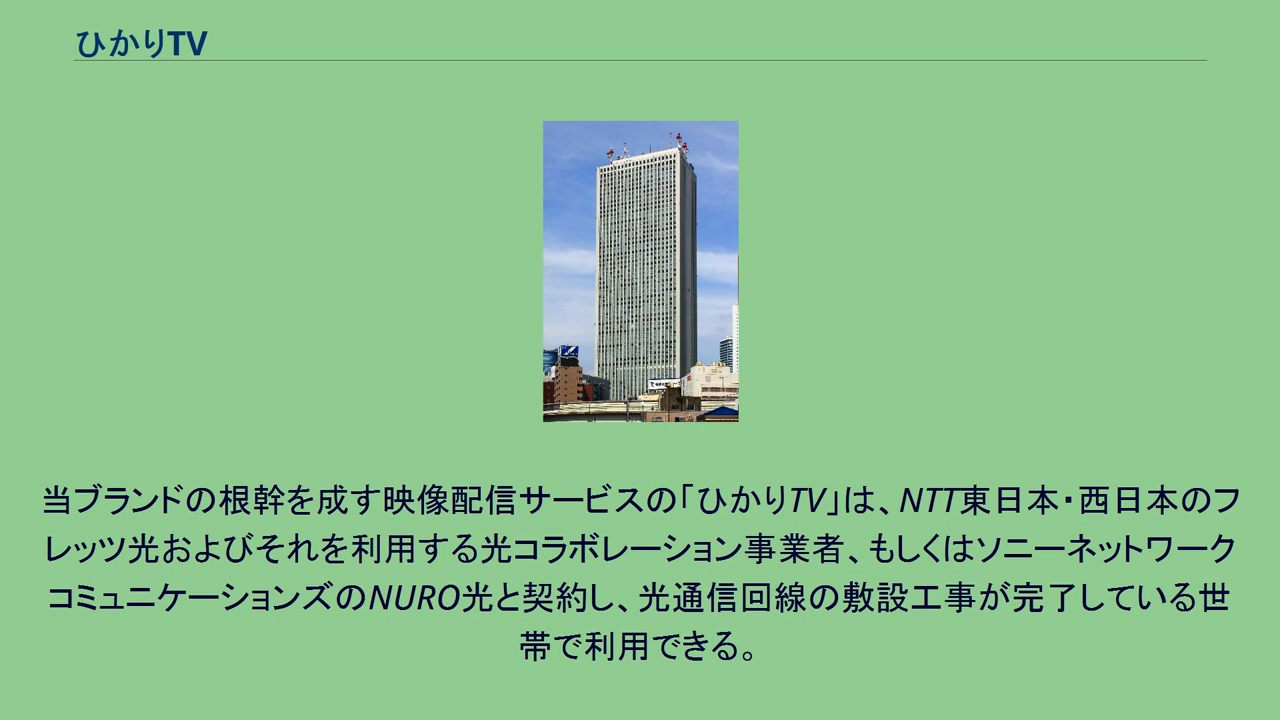 ひかりTV
当ブランドの根幹を成す映像配信サービスの「ひかりTV」は、NTT東日本・西日本のフ
レッツ光およびそれを利用する光コラボレーション事業者、もしくはソニーネットワーク
コミュニケーションズのNURO光と契約し、光通信回線の敷設工事が完了している世
帯で利用できる。